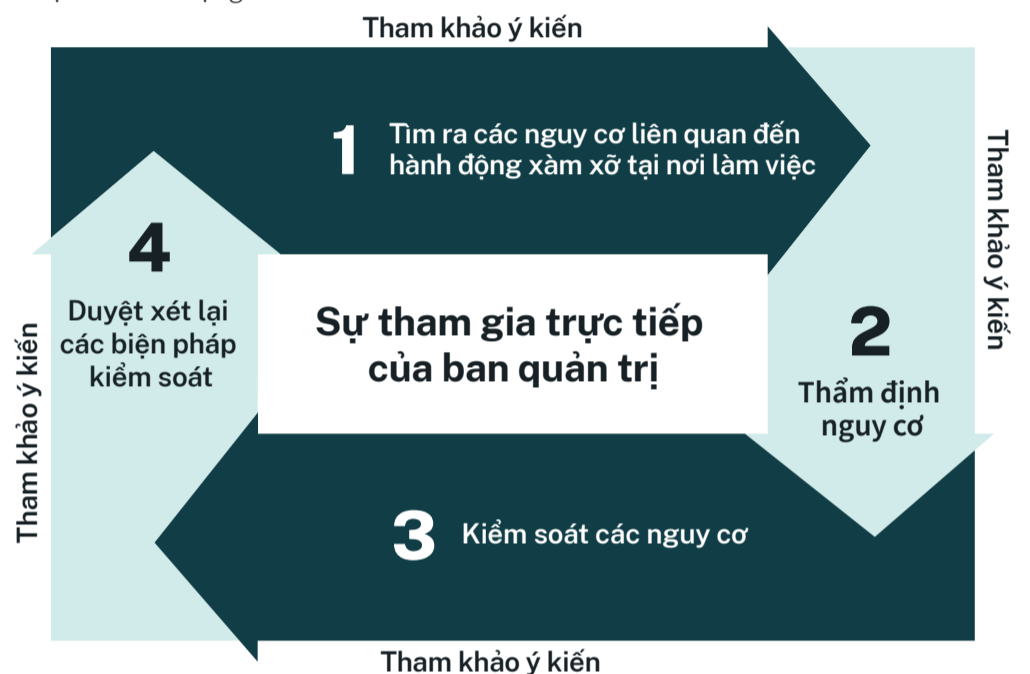 Tham khảo ý kiến
1
Tìm ra các nguy cơ liên quan đến
hành động xàm xỡ tại nơi làm việc
Tham khảo ý kiến
2
Thẩm định
nguy cơ
3
Kiểm soát các nguy cơ
Tham khảo ý kiến
4
Duyệt xét lại
các biện pháp
kiểm soát
Tham khảo ý kiến
Sự tham gia trực tiếp
của ban quản trị